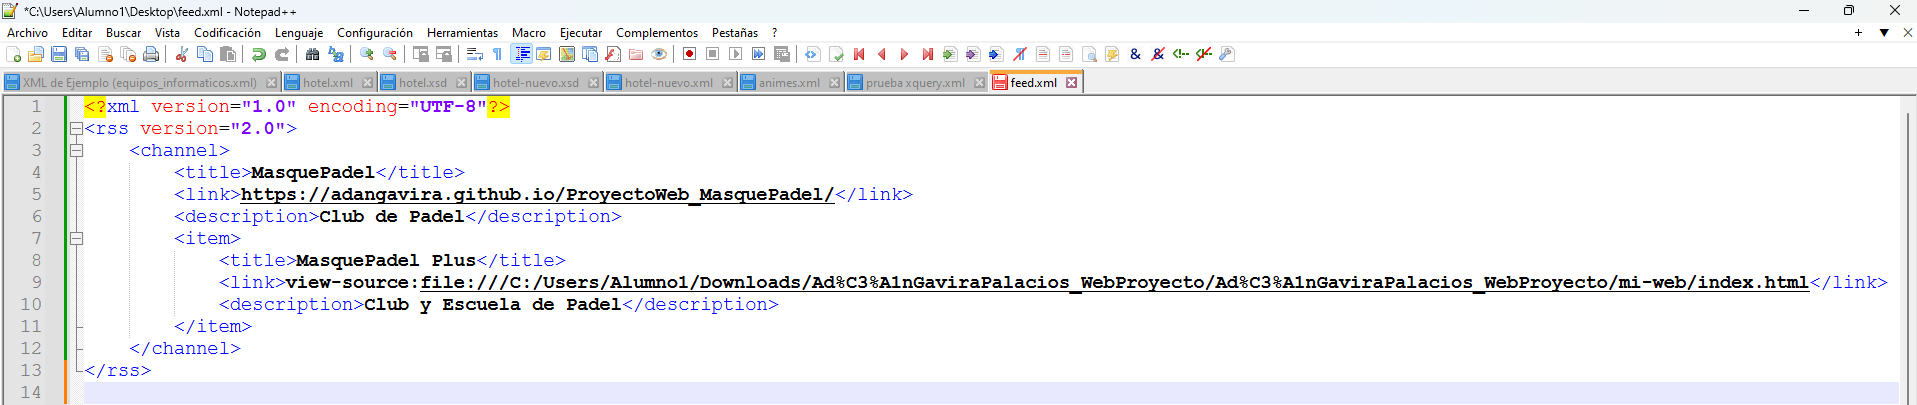 *C:\Users\Alumno1\Desktop\feed.xml - Notepad++
Archivo Editar Buscar Vista Codificación Lenguaje Configuración Herramientas Macro Ejecutar Complementos Pestañas ?
XML de Ejemplo (equipos_informaticos.xml) hotel.xml hotel.xsd hotel-nuevo.xsd hotel-nuevo.xml animes.xml prueba xquery.xml feed.xml
1 <?xml version="1.0" encoding="UTF-8"?>
2 <rss version="2.0">
3 <channel>
4 <title>MasquePadel</title>
5 <link>https://adangavira.github.io/ProyectoWeb_MasquePadel/</link>
6 <description>Club de Padel</description>
7 <item>
8 <title>MasquePadel Plus</title>
9 <link>view-source:file:///C:/Users/Alumno1/Downloads/Ad%C3%A1nGaviraPalacios_WebProyecto/Ad%C3%A1nGaviraPalacios_WebProyecto/mi-web/index.html</link>
10 <description>Club y Escuela de Padel</description>
11 </item>
12 </channel>
13 </rss>
14